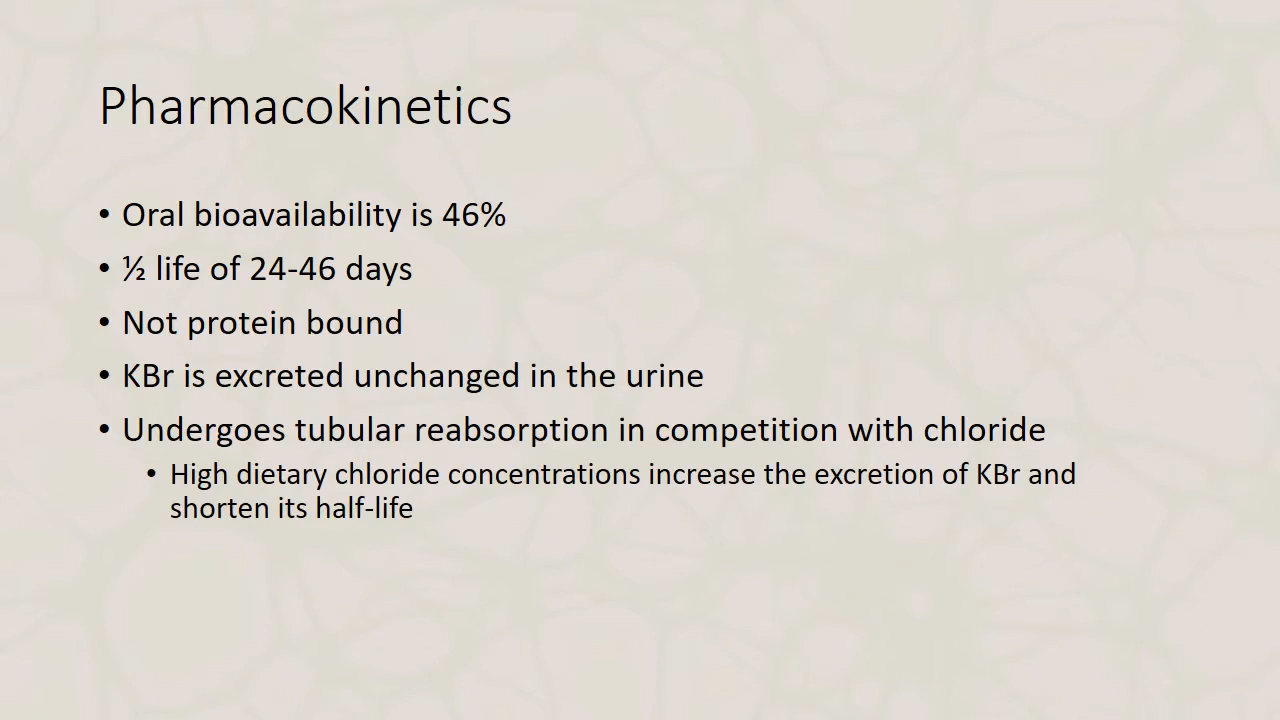 Pharmacokinetics
• Oral bioavailability is 46%
• ½ life of 24-46 days
• Not protein bound
• KBr is excreted unchanged in the urine
• Undergoes tubular reabsorption in competition with chloride
• High dietary chloride concentrations increase the excretion of KBr and
shorten its half-life